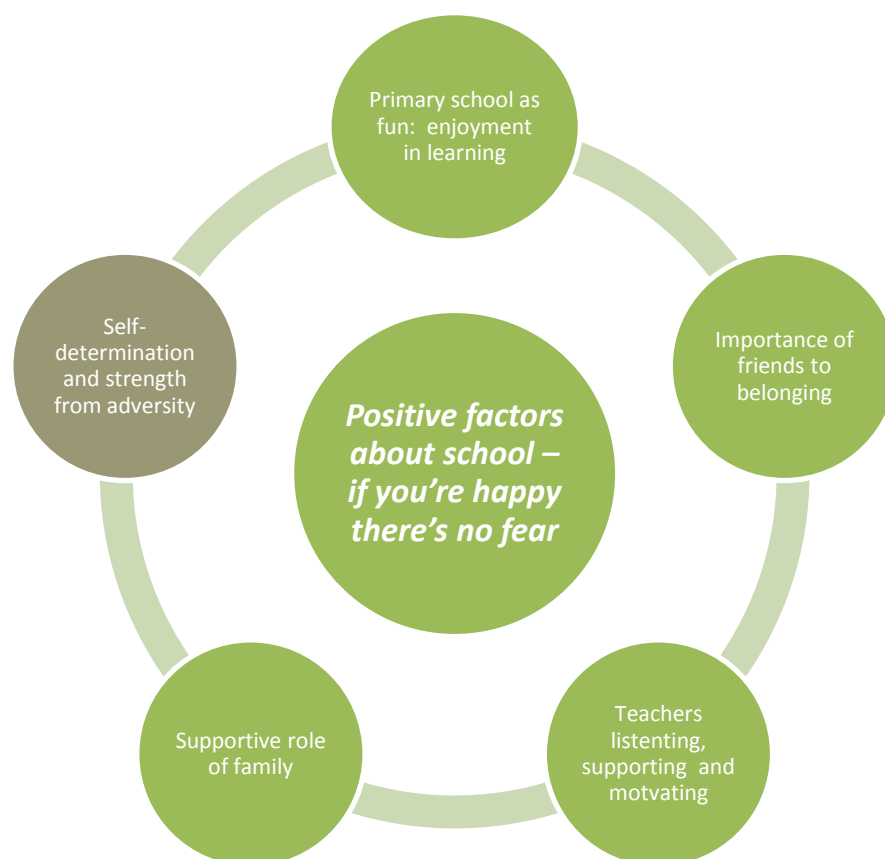 Primary school as
fun:  enjoyment
in learning
Self-
determination
and strength
from adversity
Importance of
friends to
belonging
Positive factors
about school –
if you’re happy
there’s no fear
Supportive role
of family
Teachers
listenting,
supporting  and
motvating